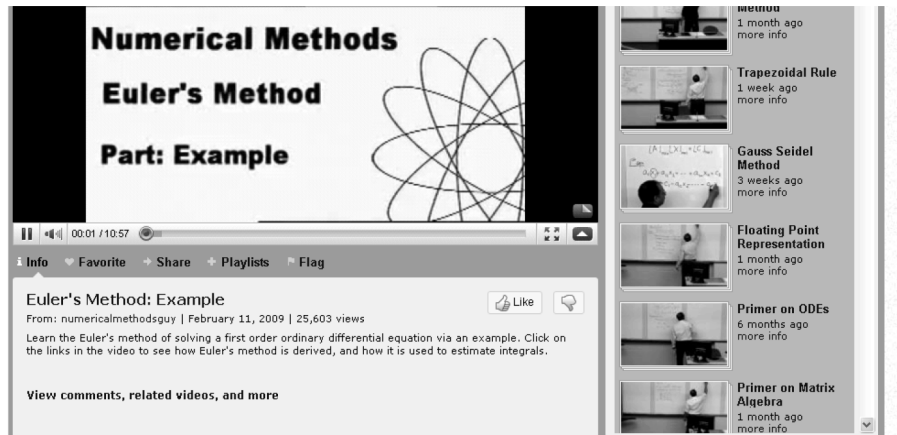 Numerical Methods
Euler's Method
Part: Example
00:01 / 10:57
Info Favorite Share Playlists Flag
Euler's Method: Example
Like
From: numericalmethodsguy | February 11, 2009 | 25,603 views
Learn the Euler's method of solving a first order ordinary differential equation via an example. Click on
the links in the video to see how Euler's method is derived, and how it is used to estimate integrals.
View comments, related videos, and more
Method
1 month ago
more info
Trapezoidal Rule
1 week ago
more info
Gauss Seidel
Method
3 weeks ago
more info
Floating Point
Representation
1 month ago
more info
Primer on ODEs
6 months ago
more info
Primer on Matrix
Algebra
1 month ago
more info